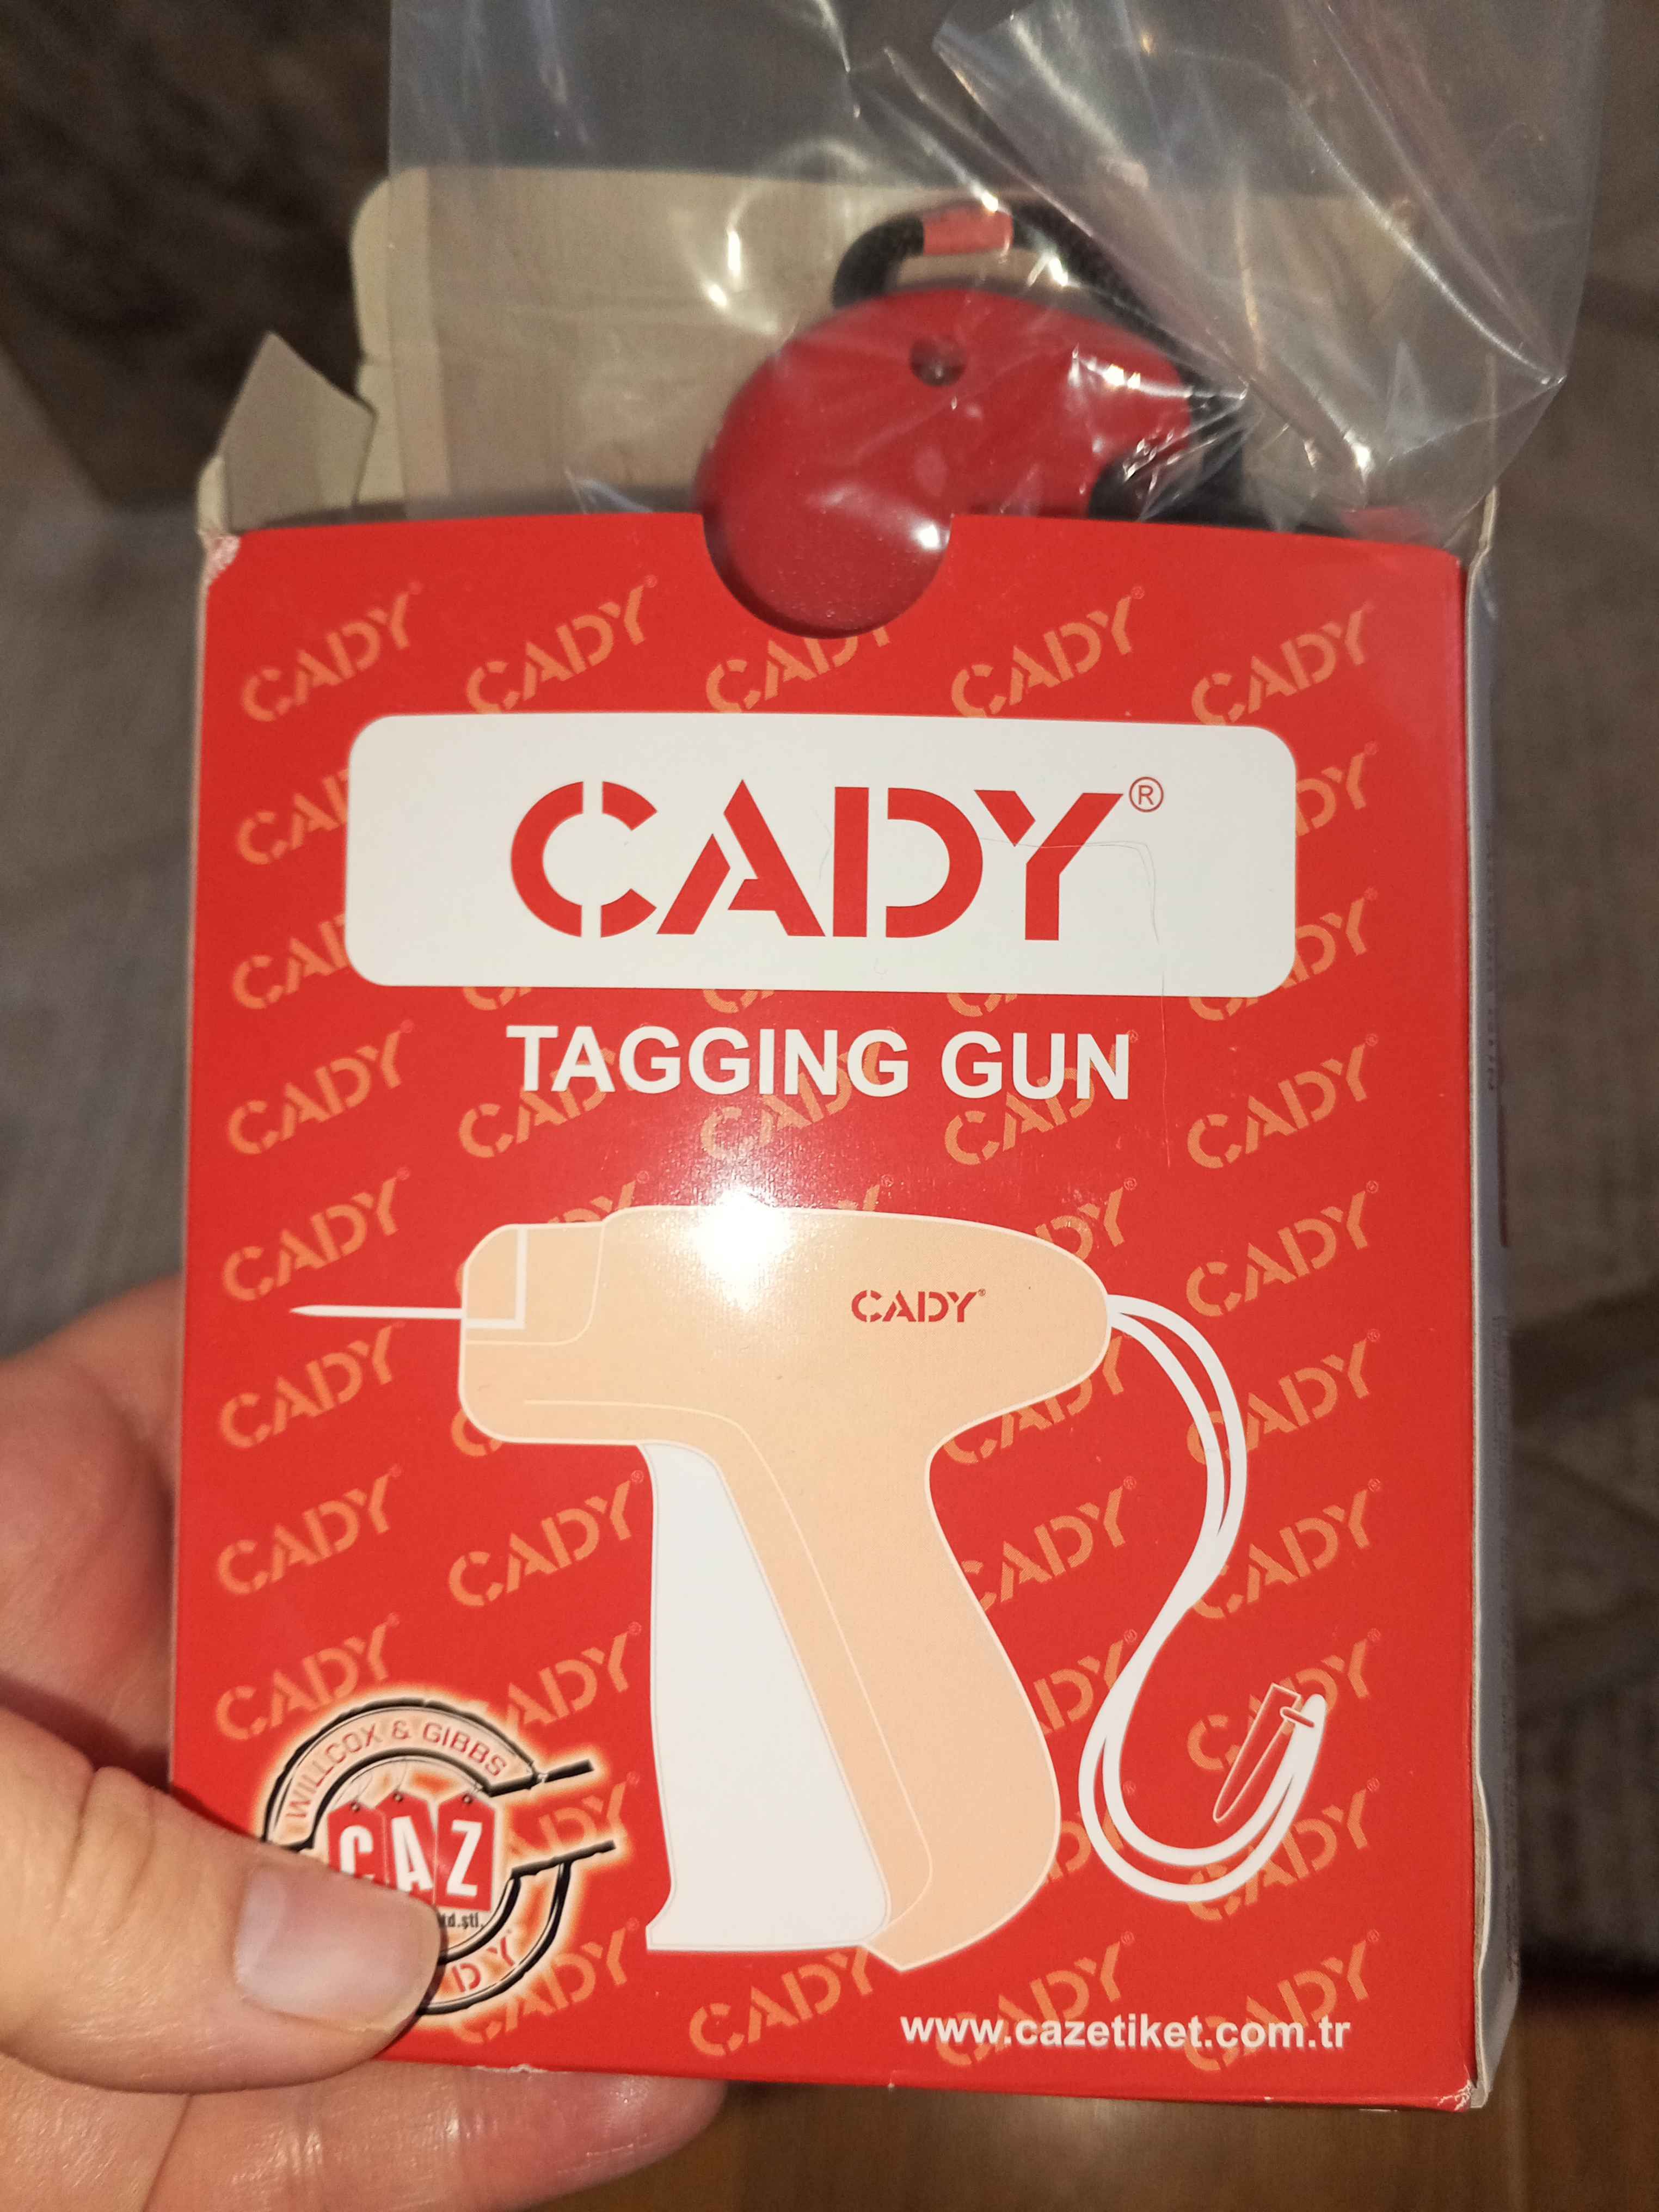 CADY®
TAGGING GUN
CADY®
WILLCOX & GIBBS
CAZ
www.cazetiket.com.tr